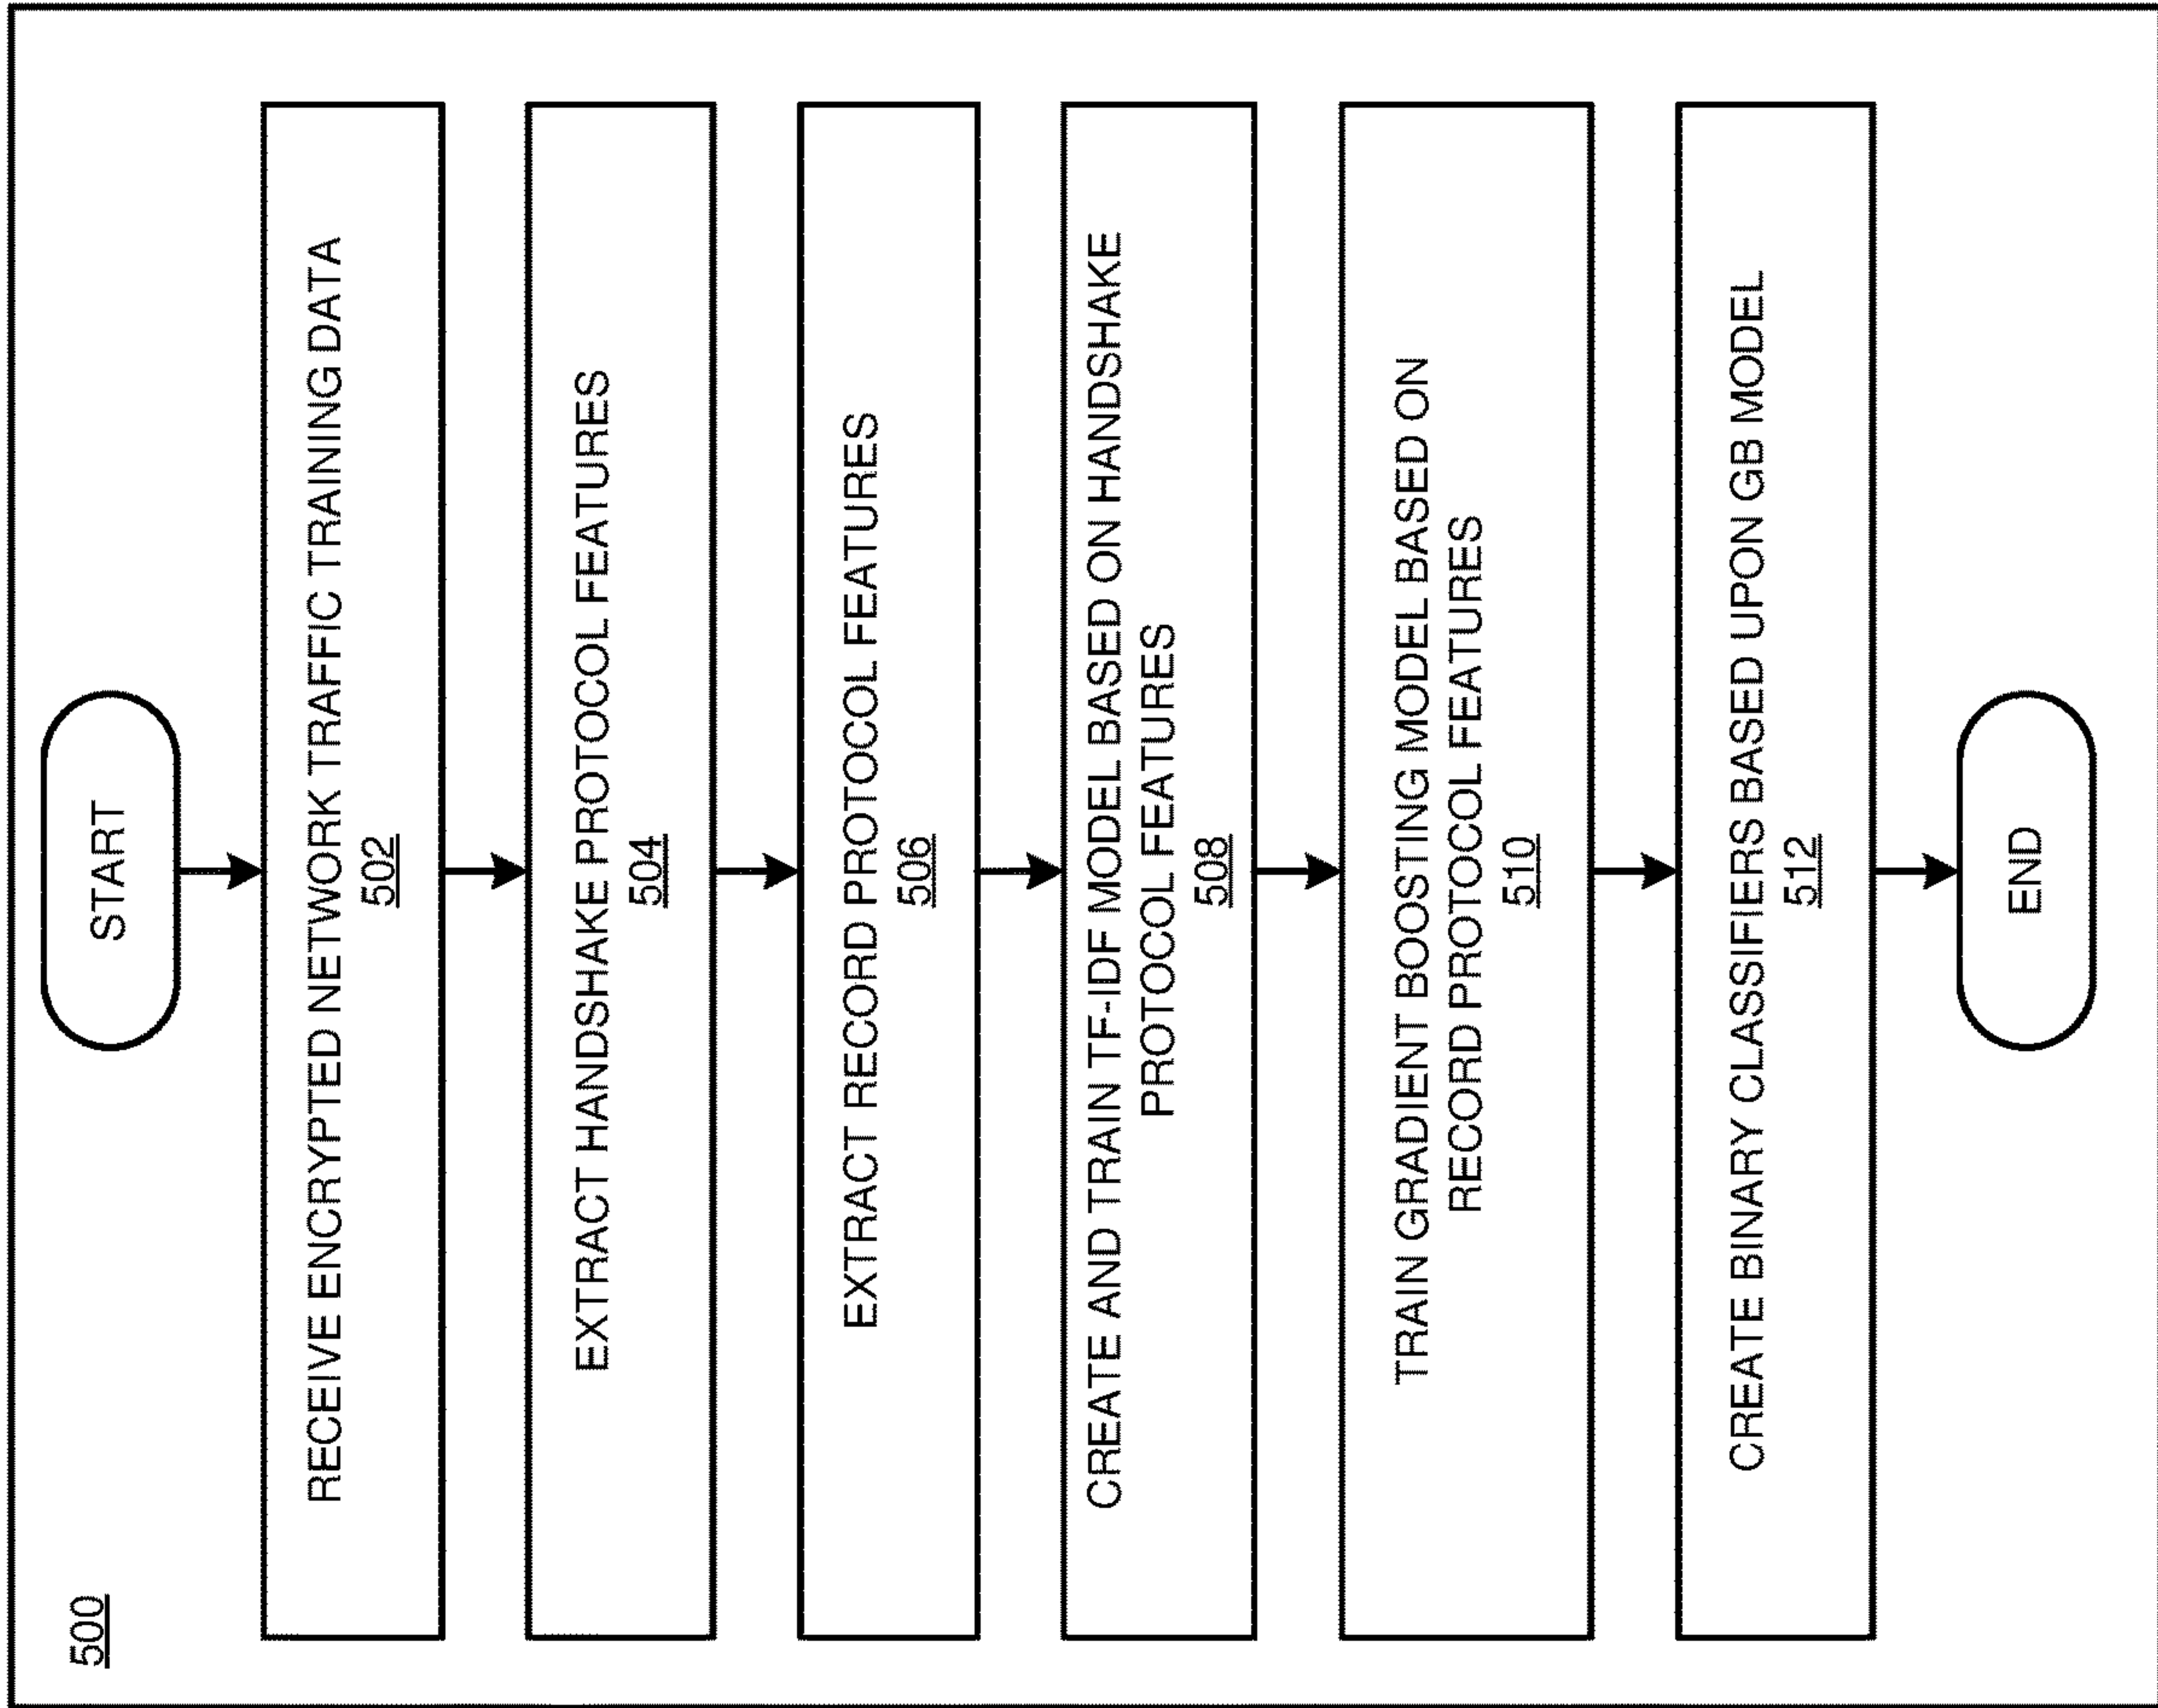 500
START
RECEIVE ENCRYPTED NETWORK TRAFFIC TRAINING DATA
502
EXTRACT HANDSHAKE PROTOCOL FEATURES
504
EXTRACT RECORD PROTOCOL FEATURES
506
CREATE AND TRAIN TF-IDF MODEL BASED ON HANDSHAKE
PROTOCOL FEATURES
508
TRAIN GRADIENT BOOSTING MODEL BASED ON
RECORD PROTOCOL FEATURES
510
CREATE BINARY CLASSIFIERS BASED UPON GB MODEL
512
END